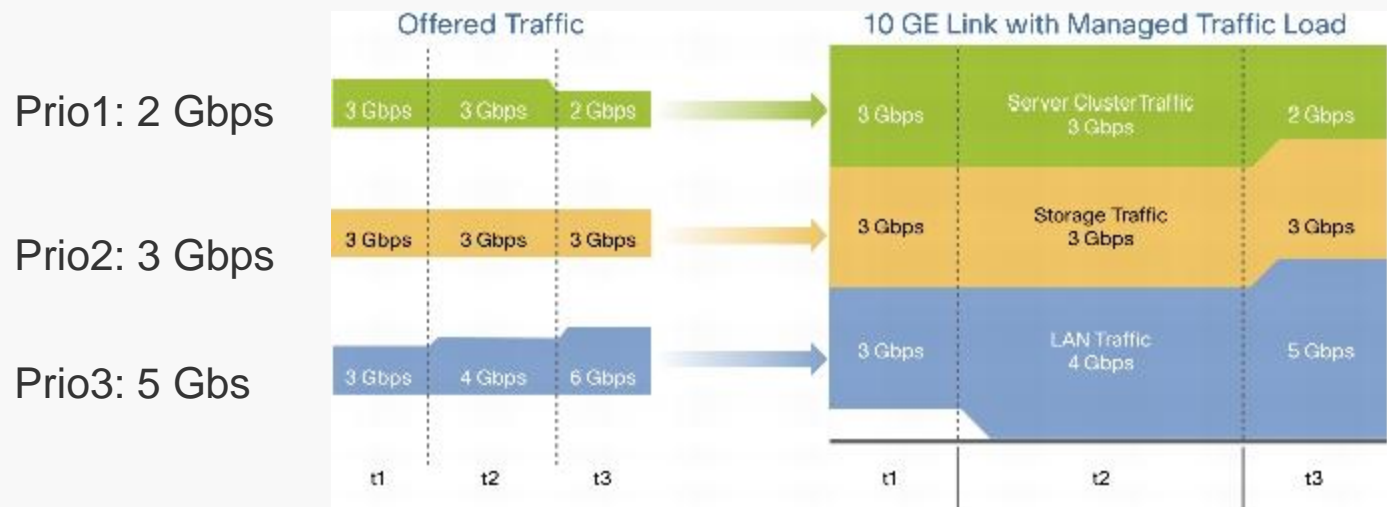 Offered Traffic
10 GE Link with Managed Traffic Load
Prio1: 2 Gbps
3 Gbps
3 Gbps
2 Gbps
3 Gbps
Server Cluster Traffic
3 Gbps
2 Gbps
Prio2: 3 Gbps
3 Gbps
3 Gbps
3 Gbps
3 Gbps
Storage Traffic
3 Gbps
3 Gbps
Prio3: 5 Gbs
3 Gbps
4 Gbps
6 Gbps
3 Gbps
LAN Traffic
4 Gbps
5 Gbps
t1
t2
t3
t1
t2
t3